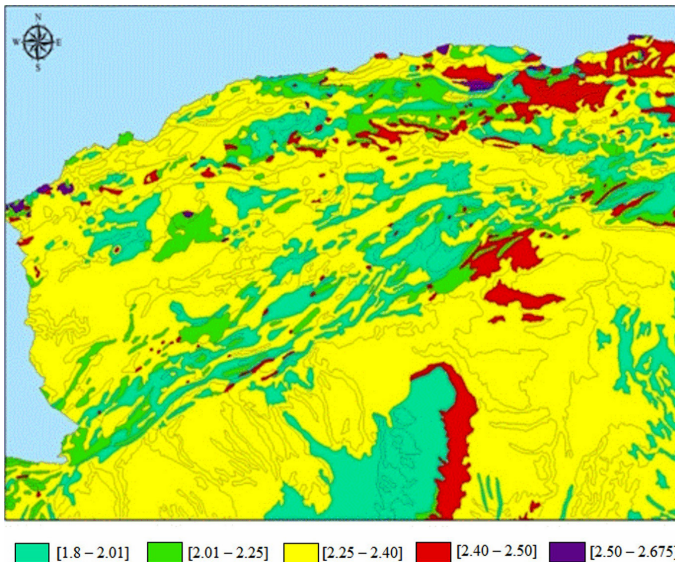 N
W E
S
[1.8 – 2.01] [2.01 – 2.25] [2.25 – 2.40] [2.40 – 2.50] [2.50 – 2.675]